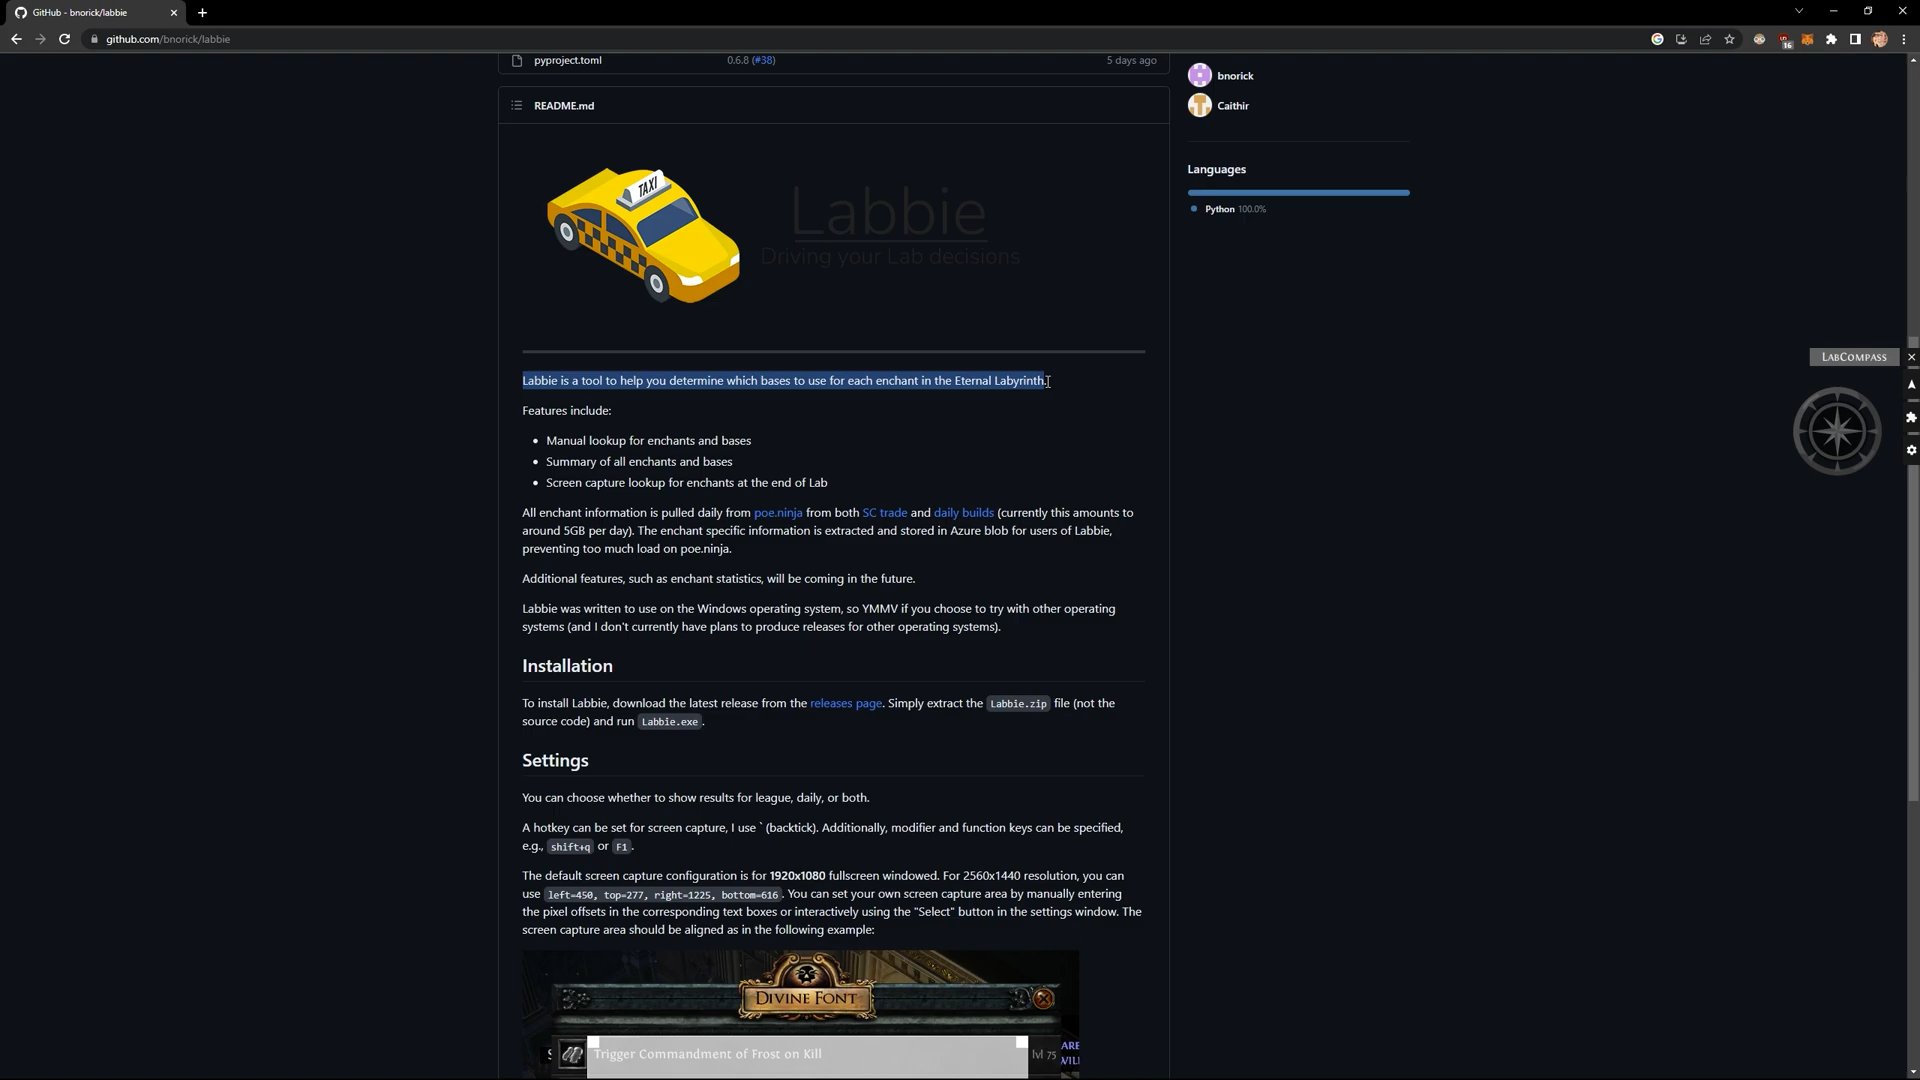 GitHub - bnorick/labbie
github.com/bnorick/labbie
16
pyproject.toml 0.6.8 (#38) 5 days ago
README.md
TAXI
Labbie
Driving your Lab decisions
Labbie is a tool to help you determine which bases to use for each enchant in the Eternal Labyrinth.
Features include:
• Manual lookup for enchants and bases
• Summary of all enchants and bases
• Screen capture lookup for enchants at the end of Lab
All enchant information is pulled daily from poe.ninja from both SC trade and daily builds (currently this amounts to
around 5GB per day). The enchant specific information is extracted and stored in Azure blob for users of Labbie,
preventing too much load on poe.ninja.
Additional features, such as enchant statistics, will be coming in the future.
Labbie was written to use on the Windows operating system, so YMMV if you choose to try with other operating
systems (and I don't currently have plans to produce releases for other operating systems).
Installation
To install Labbie, download the latest release from the releases page. Simply extract the Labbie.zip file (not the
source code) and run Labbie.exe.
Settings
You can choose whether to show results for league, daily, or both.
A hotkey can be set for screen capture, I use ` (backtick). Additionally, modifier and function keys can be specified,
e.g., shift+q or F1.
The default screen capture configuration is for 1920x1080 fullscreen windowed. For 2560x1440 resolution, you can
use left=450, top=277, right=1225, bottom=616. You can set your own screen capture area by manually entering
the pixel offsets in the corresponding text boxes or interactively using the "Select" button in the settings window. The
screen capture area should be aligned as in the following example:
DIVINE FONT
Trigger Commandment of Frost on Kill
lvl 75
bnorick
Caithir
Languages
Python 100.0%
LABCOMPASS